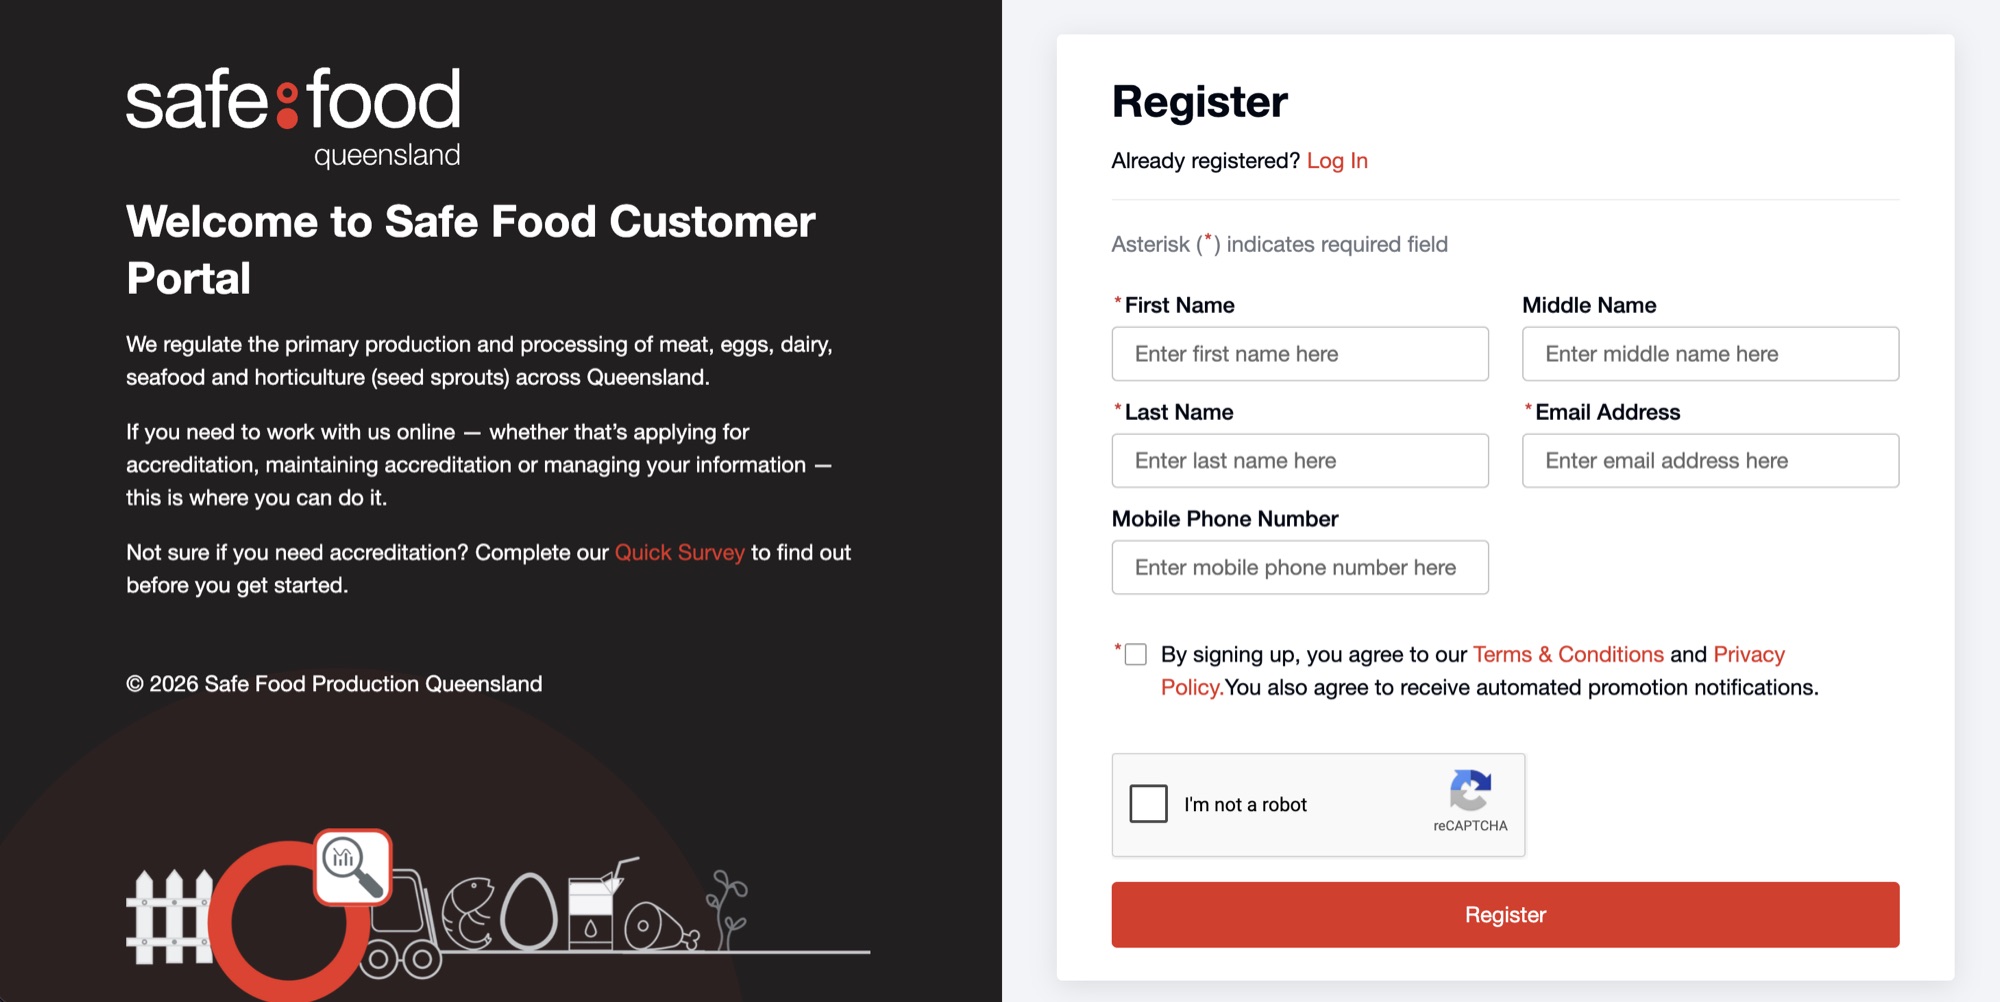 safe:food
queensland
Welcome to Safe Food Customer
Portal
We regulate the primary production and processing of meat, eggs, dairy,
seafood and horticulture (seed sprouts) across Queensland.
If you need to work with us online — whether that’s applying for
accreditation, maintaining accreditation or managing your information —
this is where you can do it.
Not sure if you need accreditation? Complete our Quick Survey to find out
before you get started.
© 2026 Safe Food Production Queensland
Register
Already registered? Log In
Asterisk (*) indicates required field
*First Name
Enter first name here
Middle Name
Enter middle name here
*Last Name
Enter last name here
*Email Address
Enter email address here
Mobile Phone Number
Enter mobile phone number here
* By signing up, you agree to our Terms & Conditions and Privacy
Policy.You also agree to receive automated promotion notifications.
I'm not a robot
reCAPTCHA
Register